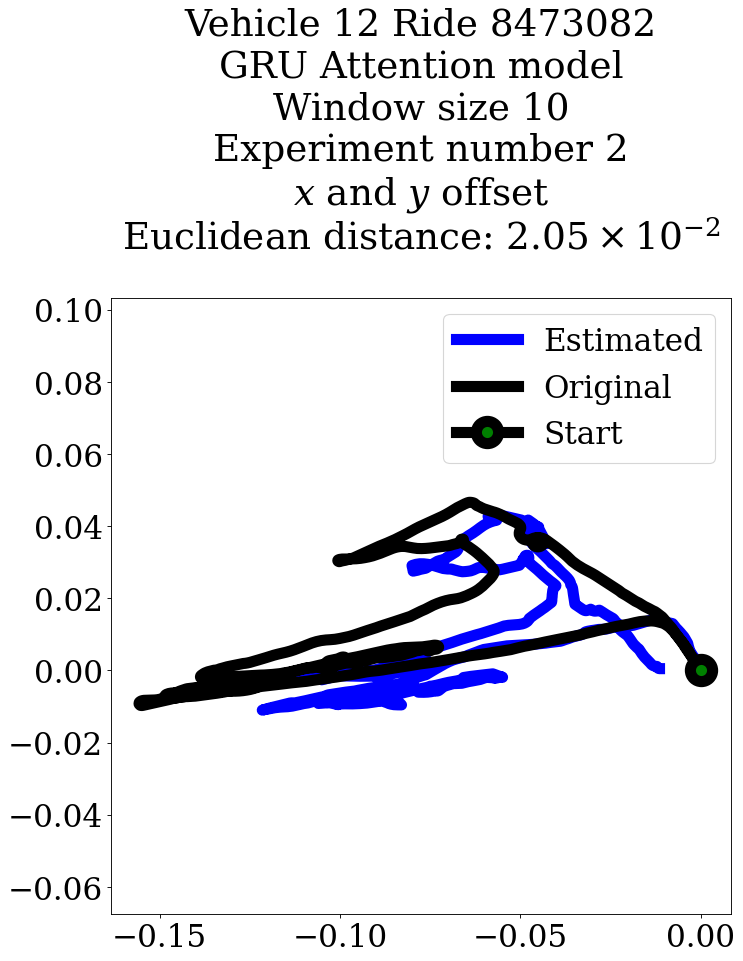 Vehicle 12 Ride 8473082
GRU Attention model
Window size 10
Experiment number 2
x and y offset
Euclidean distance: 2.05 × 10⁻²
Estimated
Original
Start
0.10
0.08
0.06
0.04
0.02
0.00
−0.02
−0.04
−0.06
−0.15 −0.10 −0.05 0.00